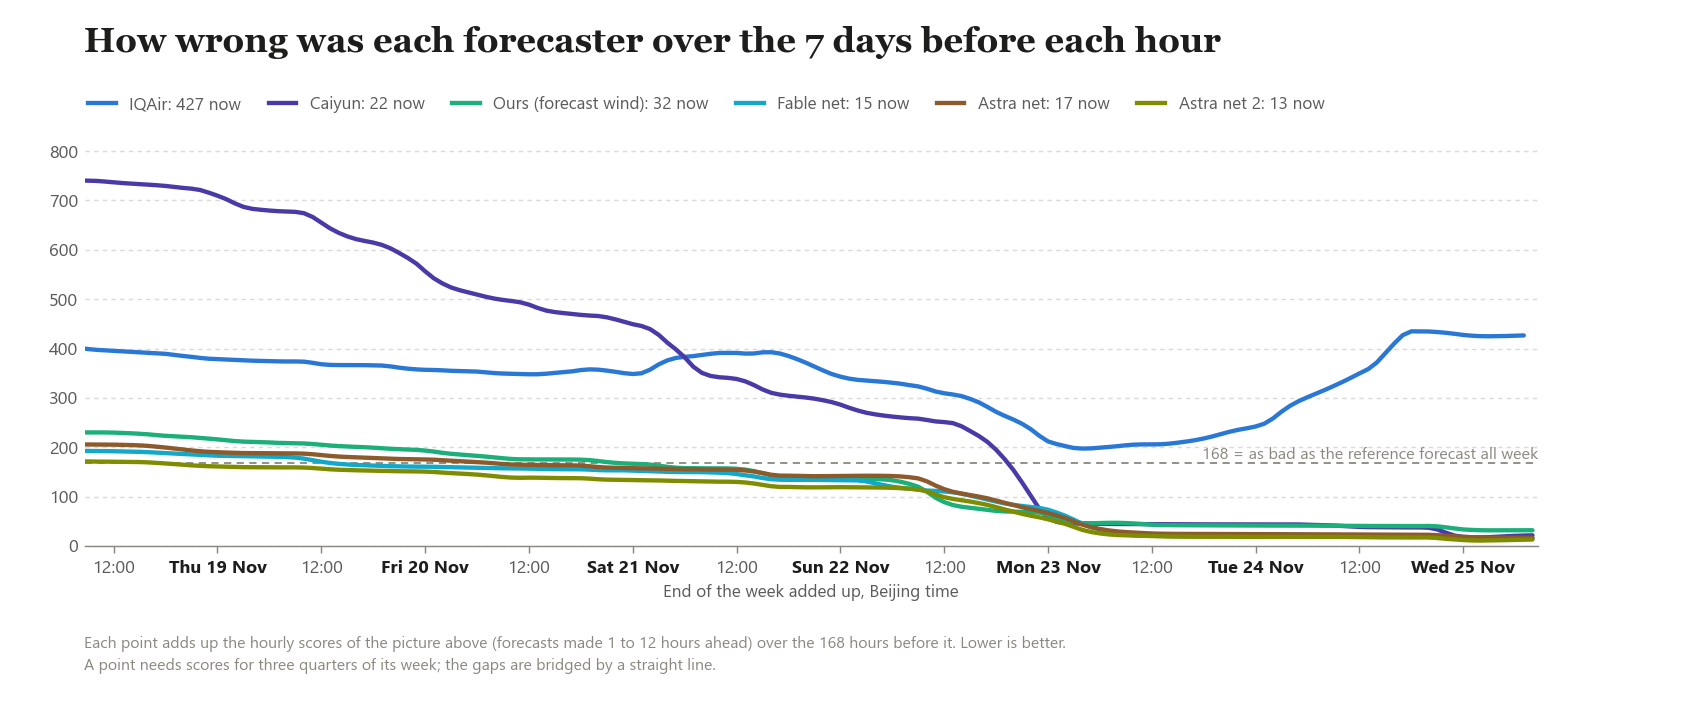 How wrong was each forecaster over the 7 days before each hour
IQAir: 427 now Caiyun: 22 now Ours (forecast wind): 32 now Fable net: 15 now Astra net: 17 now Astra net 2: 13 now
800
700
600
500
400
300
200
168 = as bad as the reference forecast all week
100
0
12:00 Thu 19 Nov 12:00 Fri 20 Nov 12:00 Sat 21 Nov 12:00 Sun 22 Nov 12:00 Mon 23 Nov 12:00 Tue 24 Nov 12:00 Wed 25 Nov
End of the week added up, Beijing time
Each point adds up the hourly scores of the picture above (forecasts made 1 to 12 hours ahead) over the 168 hours before it. Lower is better.
A point needs scores for three quarters of its week; the gaps are bridged by a straight line.